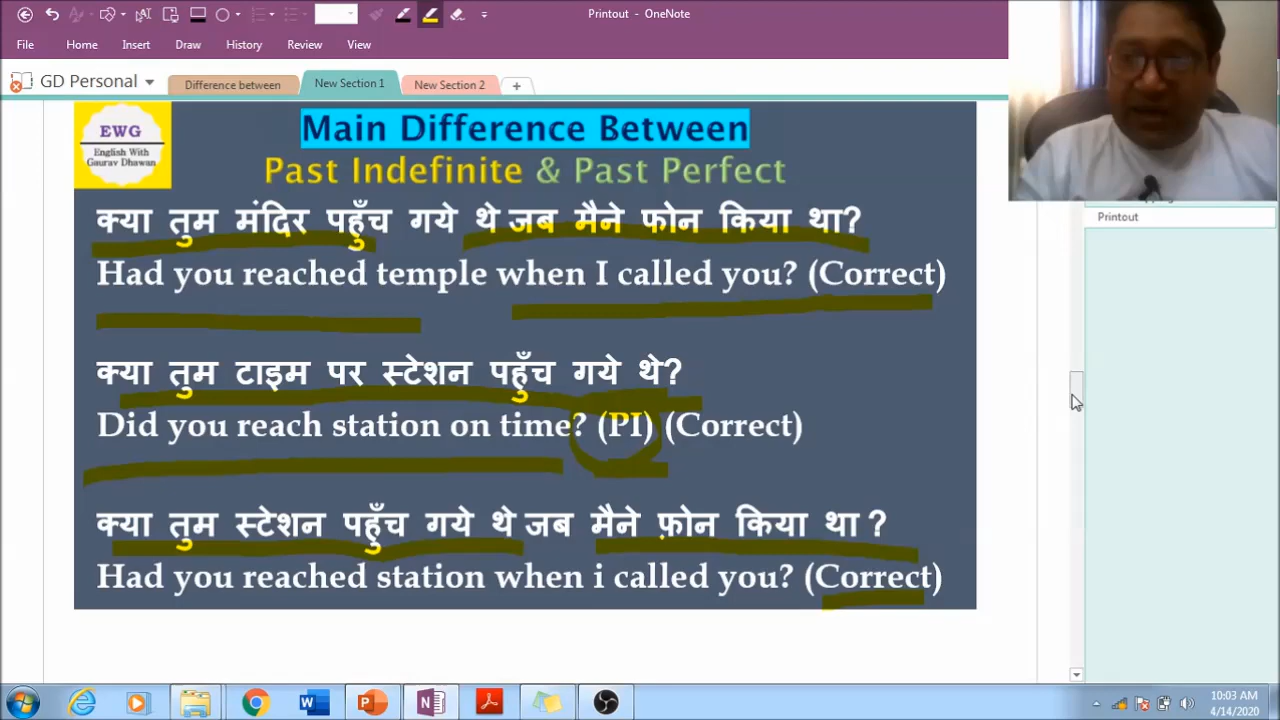 Printout - OneNote
File Home Insert Draw History Review View
GD Personal
Difference between
New Section 1
New Section 2
EWG
English With
Gaurav Dhawan
Main Difference Between
Past Indefinite & Past Perfect
क्या तुम मंदिर पहुँच गये थे जब मैने फोन किया था?
Had you reached temple when I called you? (Correct)
क्या तुम टाइम पर स्टेशन पहुँच गये थे?
Did you reach station on time? (PI) (Correct)
क्या तुम स्टेशन पहुँच गये थे जब मैने फ़ोन किया था ?
Had you reached station when i called you? (Correct)
Printout
10:03 AM
4/14/2020